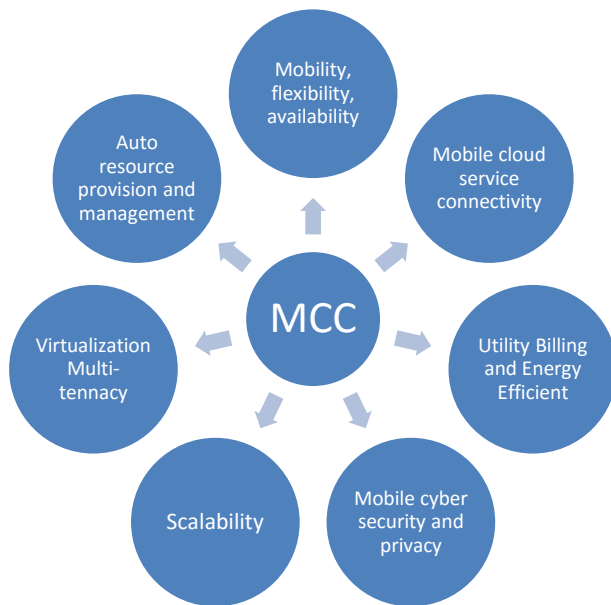 Mobility,
flexibility,
availability
Auto
resource
provision and
management
Mobile cloud
service
connectivity
MCC
Virtualization
Multi-
tennacy
Utility Billing
and Energy
Efficient
Scalability
Mobile cyber
security and
privacy